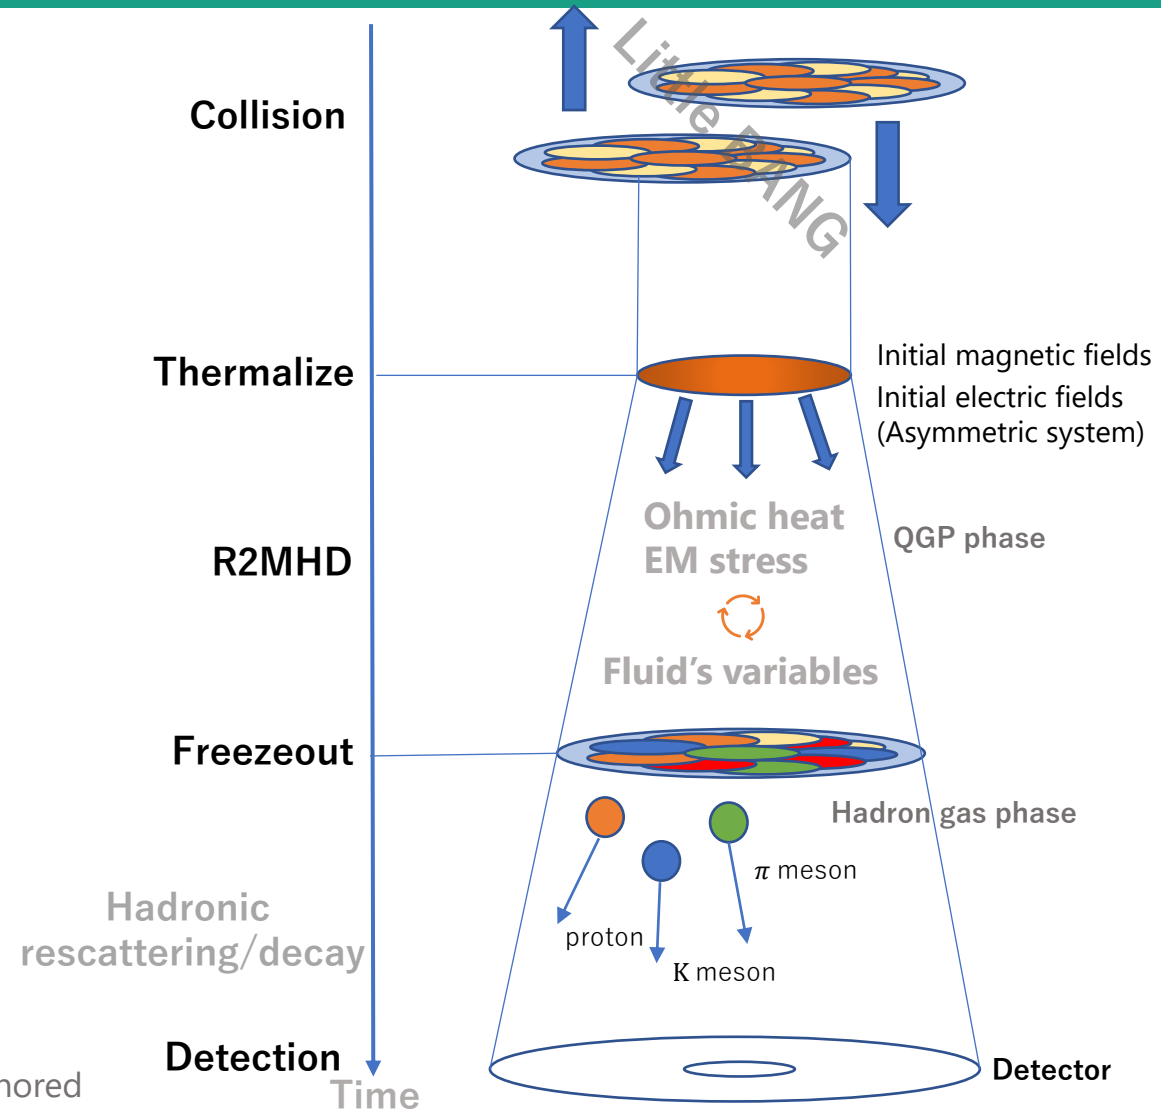 Little BANG
Collision
Thermalize
Initial magnetic fields
Initial electric fields
(Asymmetric system)
Ohmic heat
EM stress
QGP phase
R2MHD
Fluid's variables
Freezeout
Hadron gas phase
π meson
Hadronic
rescattering/decay
proton
K meson
Detection
Detector
Time